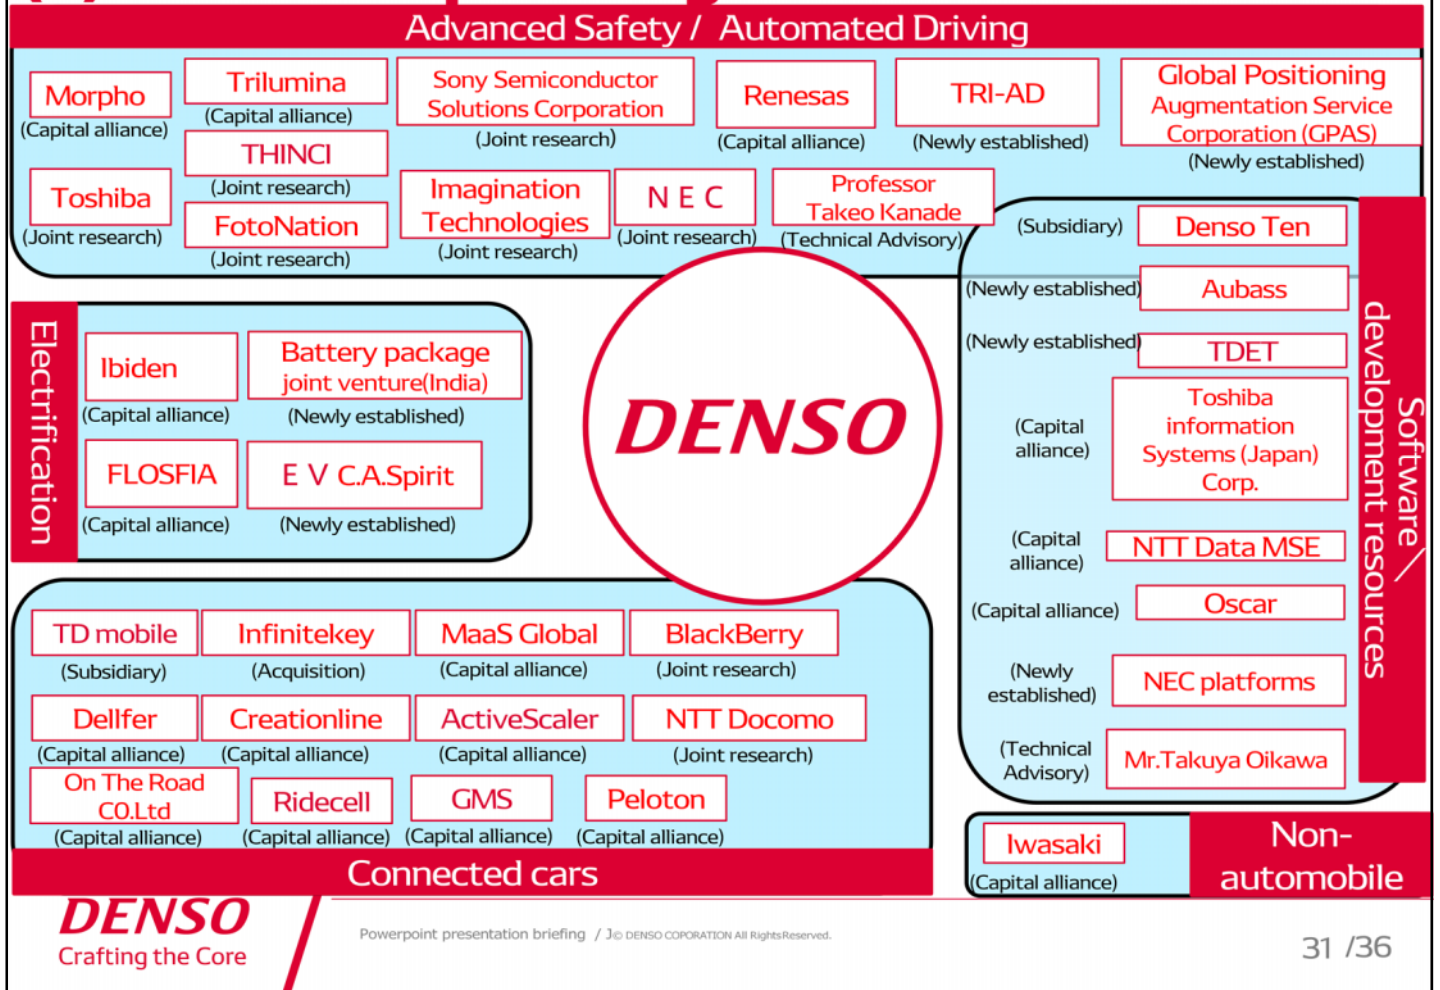 Advanced Safety / Automated Driving
Morpho
(Capital alliance)
Trilumina
(Capital alliance)
Sony Semiconductor
Solutions Corporation
(Joint research)
Renesas
(Capital alliance)
TRI-AD
(Newly established)
Global Positioning
Augmentation Service
Corporation (GPAS)
(Newly established)
THINCI
(Joint research)
Toshiba
(Joint research)
FotoNation
(Joint research)
Imagination
Technologies
(Joint research)
N E C
(Joint research)
Professor
Takeo Kanade
(Technical Advisory)
Software/
development resources
(Subsidiary)
Denso Ten
(Newly established)
Aubass
(Newly established)
TDET
(Capital
alliance)
Toshiba
information
Systems (Japan)
Corp.
(Capital
alliance)
NTT Data MSE
(Capital alliance)
Oscar
(Newly
established)
NEC platforms
(Technical
Advisory)
Mr.Takuya Oikawa
Electrification
Ibiden
(Capital alliance)
Battery package
joint venture(India)
(Newly established)
FLOSFIA
(Capital alliance)
E V C.A.Spirit
(Newly established)
DENSO
TD mobile
(Subsidiary)
Infinitekey
(Acquisition)
MaaS Global
(Capital alliance)
BlackBerry
(Joint research)
Dellfer
(Capital alliance)
Creationline
(Capital alliance)
ActiveScaler
(Capital alliance)
NTT Docomo
(Joint research)
On The Road
C0.Ltd
(Capital alliance)
Ridecell
(Capital alliance)
GMS
(Capital alliance)
Peloton
(Capital alliance)
Connected cars
Iwasaki
(Capital alliance)
Non-
automobile
DENSO
Crafting the Core
Powerpoint presentation briefing / J© DENSO COPORATION All RightsReserved.
31 /36